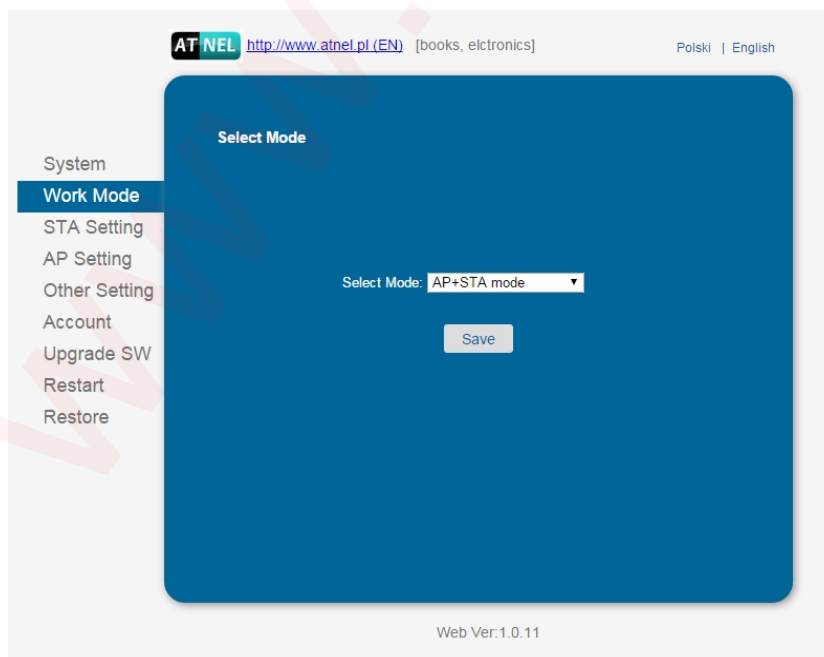 AT NEL http://www.atnel.pl (EN) [books, elctronics] Polski | English
Select Mode
System
Work Mode
STA Setting
AP Setting
Other Setting
Account
Upgrade SW
Restart
Restore
Select Mode: AP+STA mode
Save
Web Ver:1.0.11
www.